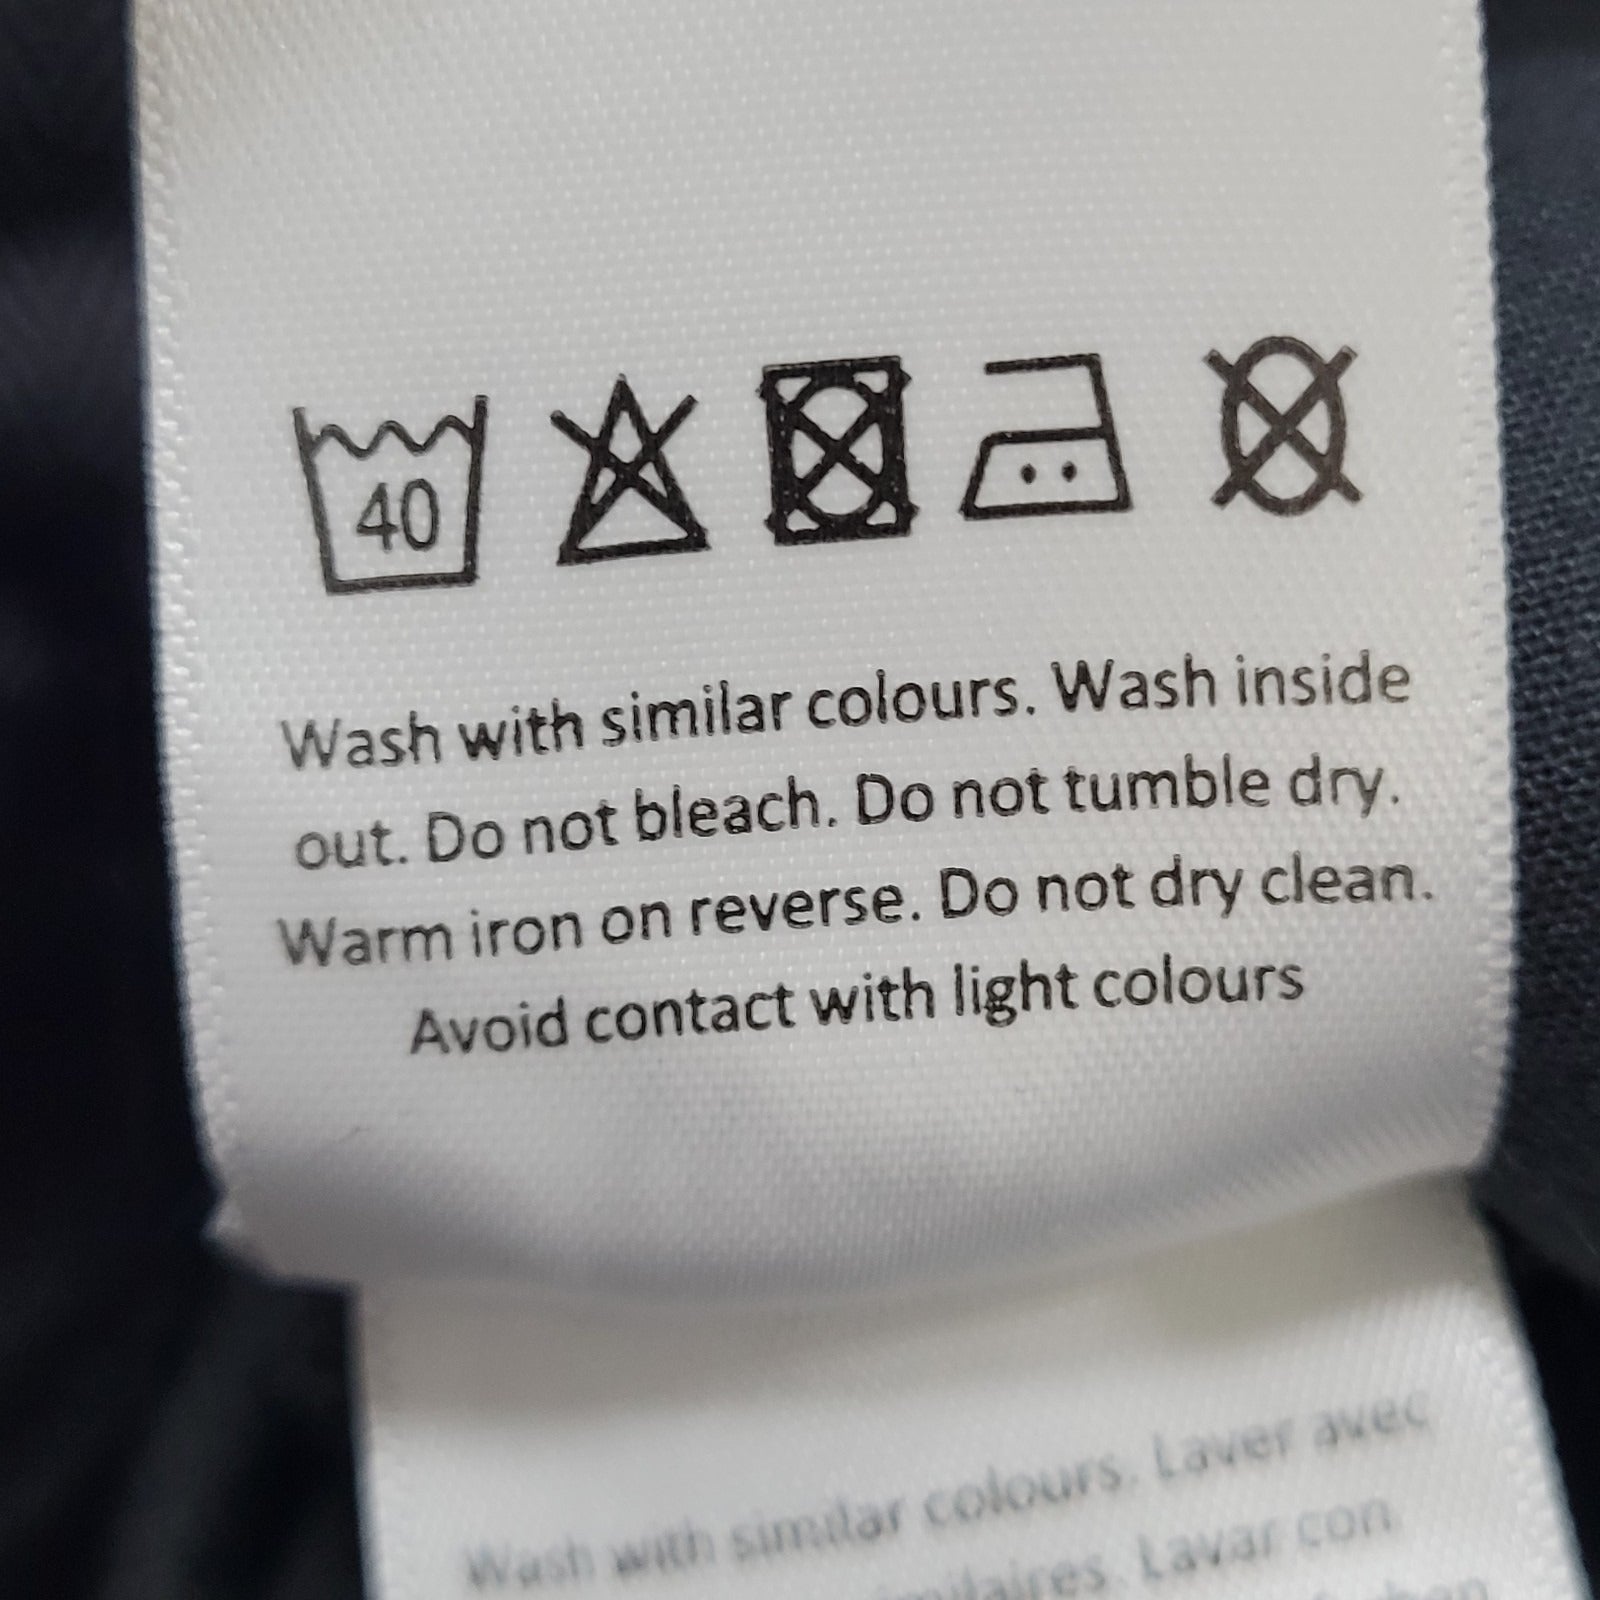 40
Wash with similar colours. Wash inside
out. Do not bleach. Do not tumble dry.
Warm iron on reverse. Do not dry clean.
Avoid contact with light colours
Wash with similar colours. Laver avec
similaires. Lavar con